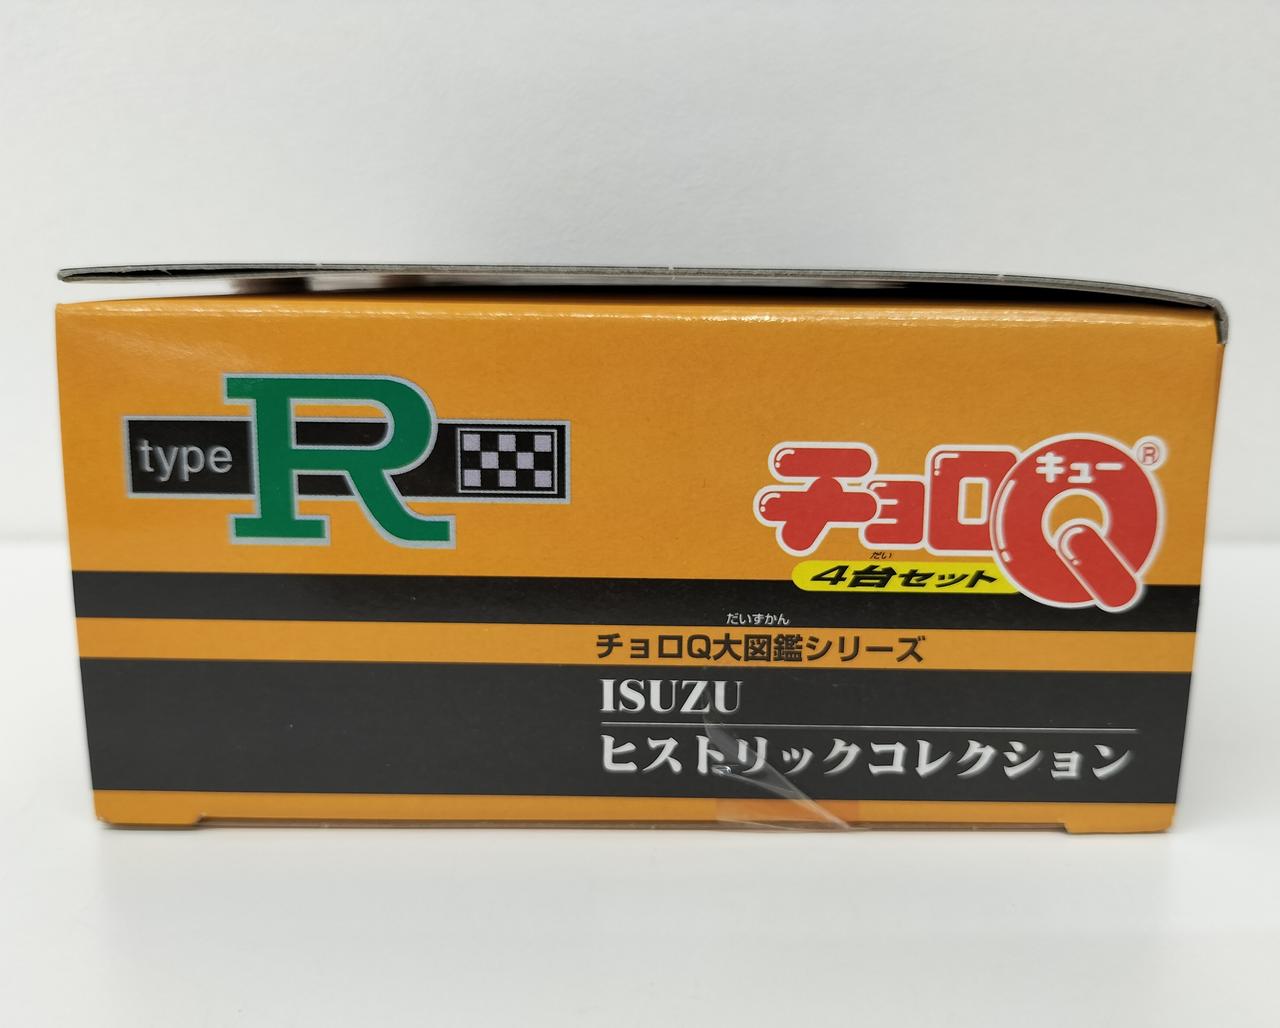 type R
チョロQ
キュー
®
だい
4台セット
だいずかん
チョロQ大図鑑シリーズ
ISUZU
ヒストリックコレクション